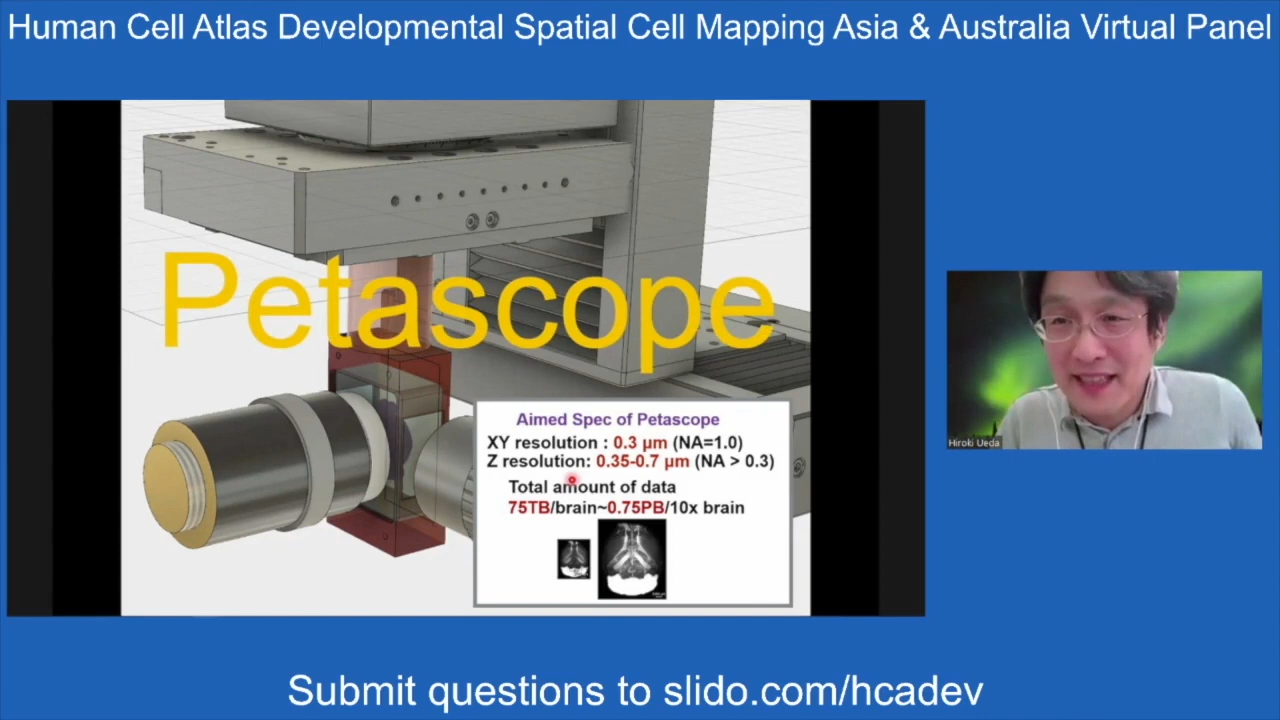 Human Cell Atlas Developmental Spatial Cell Mapping Asia & Australia Virtual Panel
Petascope
Aimed Spec of Petascope
XY resolution : 0.3 µm (NA=1.0)
Z resolution: 0.35-0.7 µm (NA > 0.3)
Total amount of data
75TB/brain~0.75PB/10x brain
Hiroki Ueda
Submit questions to slido.com/hcadev